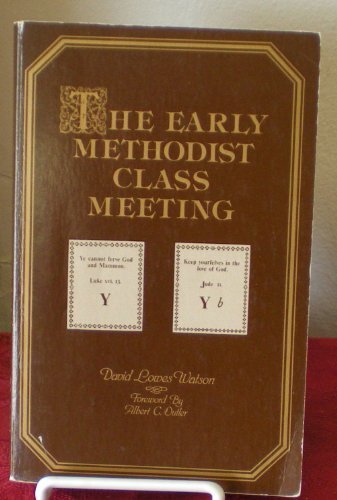 THE EARLY
METHODIST
CLASS
MEETING
Ye cannot ſerve God
and Mammon.
Luke xvi. 13.
Y
Keep yourſelves in the
love of God.
Jude 21.
Y b
David Lowes Watson
Foreword By
Albert C. Outler